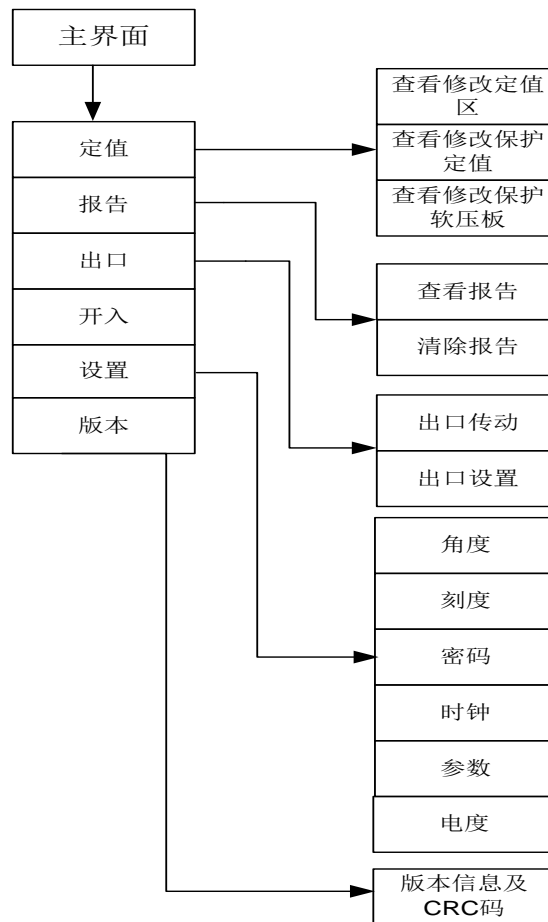 主界面
定值
报告
出口
开入
设置
版本
查看修改定值
区
查看修改保护
定值
查看修改保护
软压板
查看报告
清除报告
出口传动
出口设置
角度
刻度
密码
时钟
参数
电度
版本信息及
CRC码